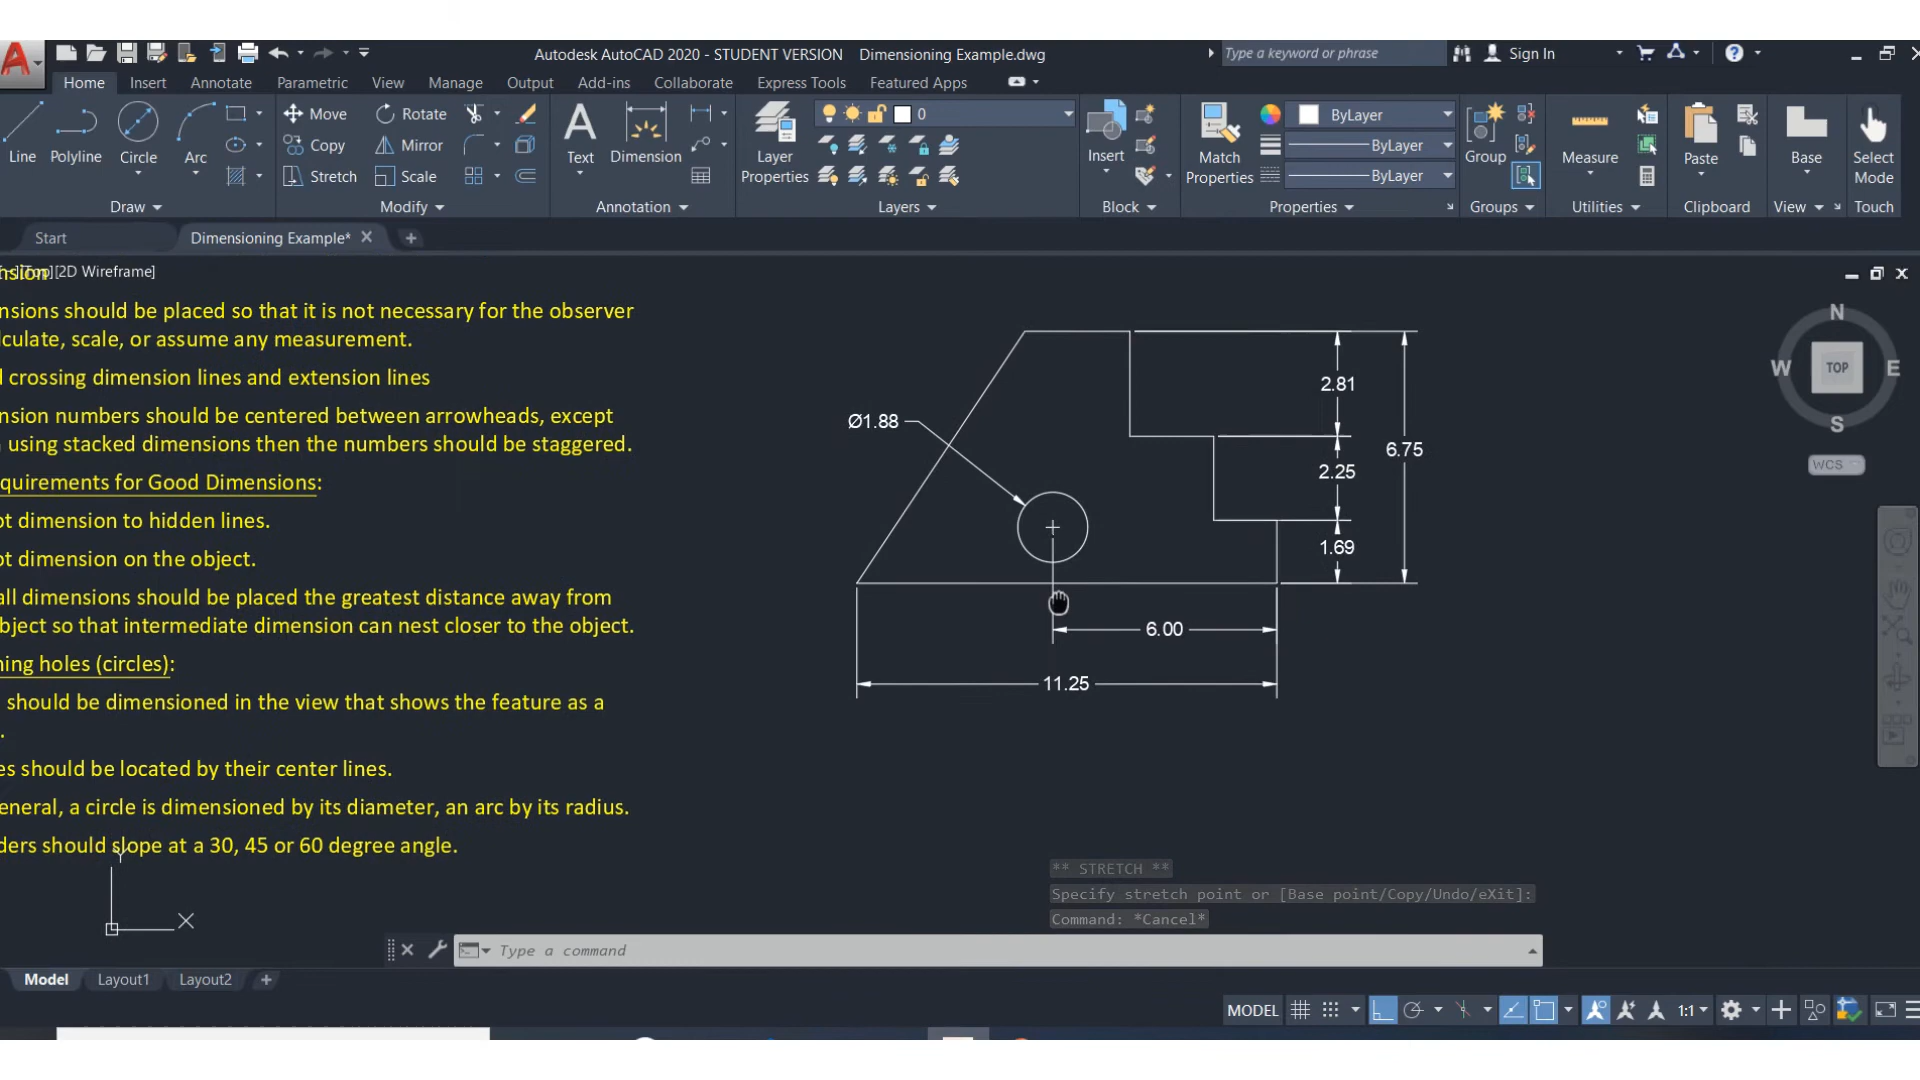 Autodesk AutoCAD 2020 - STUDENT VERSION Dimensioning Example.dwg
Type a keyword or phrase
Sign In
Home Insert Annotate Parametric View Manage Output Add-ins Collaborate Express Tools Featured Apps
Line Polyline Circle Arc
Move Rotate
Copy Mirror
Stretch Scale
Text Dimension
Layer
Properties
0
Insert
Match
Properties
ByLayer
ByLayer
ByLayer
Group
Measure
Paste
Base
Select
Mode
Draw Modify Annotation Layers Block Properties Groups Utilities Clipboard View Touch
Start Dimensioning Example*
[Top][2D Wireframe]
nsion
ensions should be placed so that it is not necessary for the observer
lculate, scale, or assume any measurement.
d crossing dimension lines and extension lines
ension numbers should be centered between arrowheads, except
n using stacked dimensions then the numbers should be staggered.
quirements for Good Dimensions:
ot dimension to hidden lines.
ot dimension on the object.
all dimensions should be placed the greatest distance away from
bject so that intermediate dimension can nest closer to the object.
ning holes (circles):
should be dimensioned in the view that shows the feature as a
.
es should be located by their center lines.
eneral, a circle is dimensioned by its diameter, an arc by its radius.
ders should slope at a 30, 45 or 60 degree angle.
Ø1.88
2.81
2.25
1.69
6.75
6.00
11.25
N
W TOP E
S
WCS
Y
X
** STRETCH **
Specify stretch point or [Base point/Copy/Undo/eXit]:
Command: *Cancel*
Type a command
Model Layout1 Layout2
MODEL
1:1